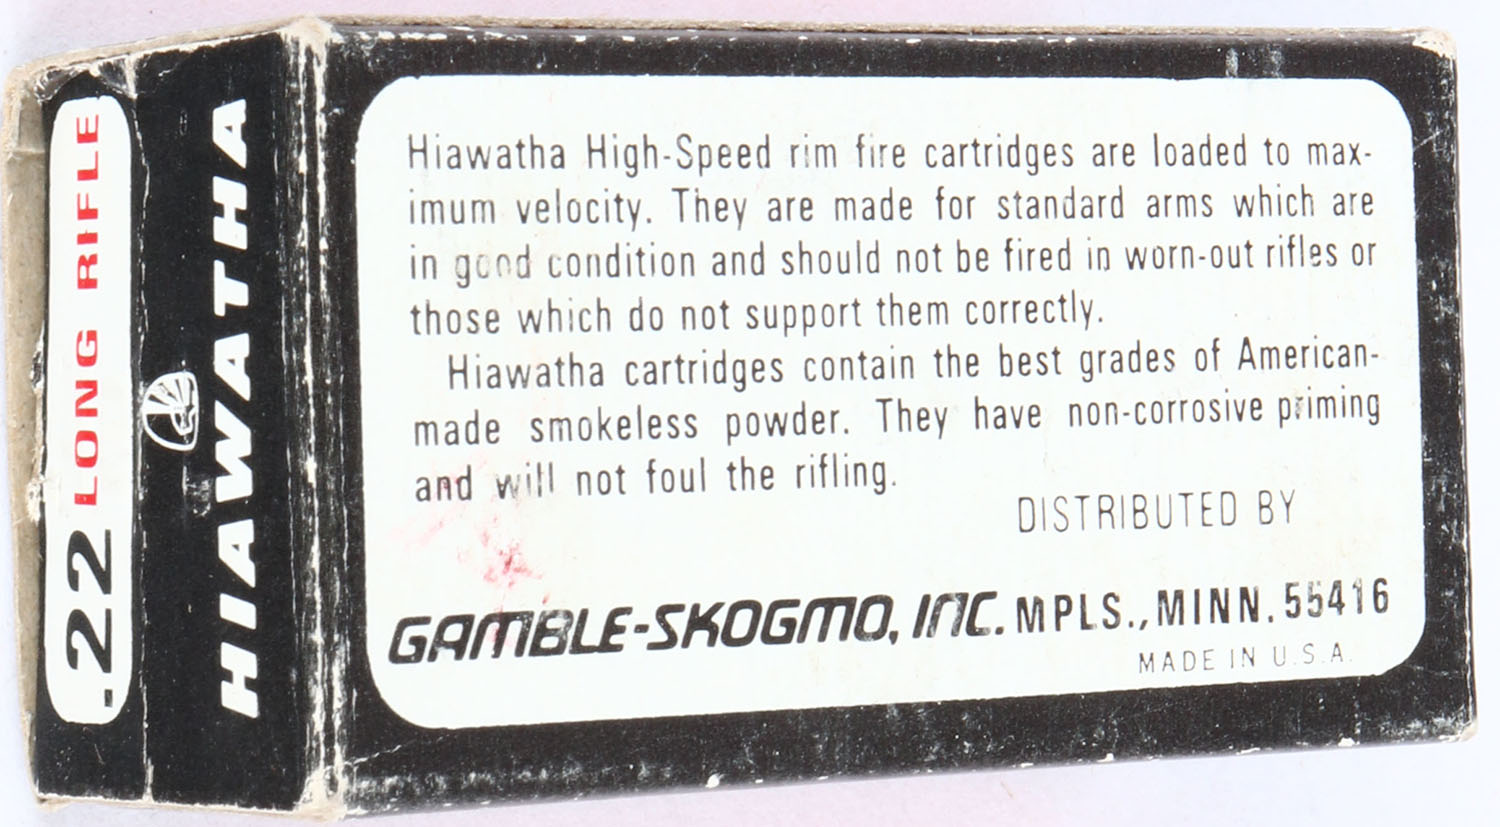 .22 LONG RIFLE
HIAWATHA
Hiawatha High-Speed rim fire cartridges are loaded to max-
imum velocity. They are made for standard arms which are
in good condition and should not be fired in worn-out rifles or
those which do not support them correctly.
Hiawatha cartridges contain the best grades of American-
made smokeless powder. They have non-corrosive priming
and will not foul the rifling.
DISTRIBUTED BY
GAMBLE-SKOGMO, INC. MPLS., MINN. 55416
MADE IN U.S.A.